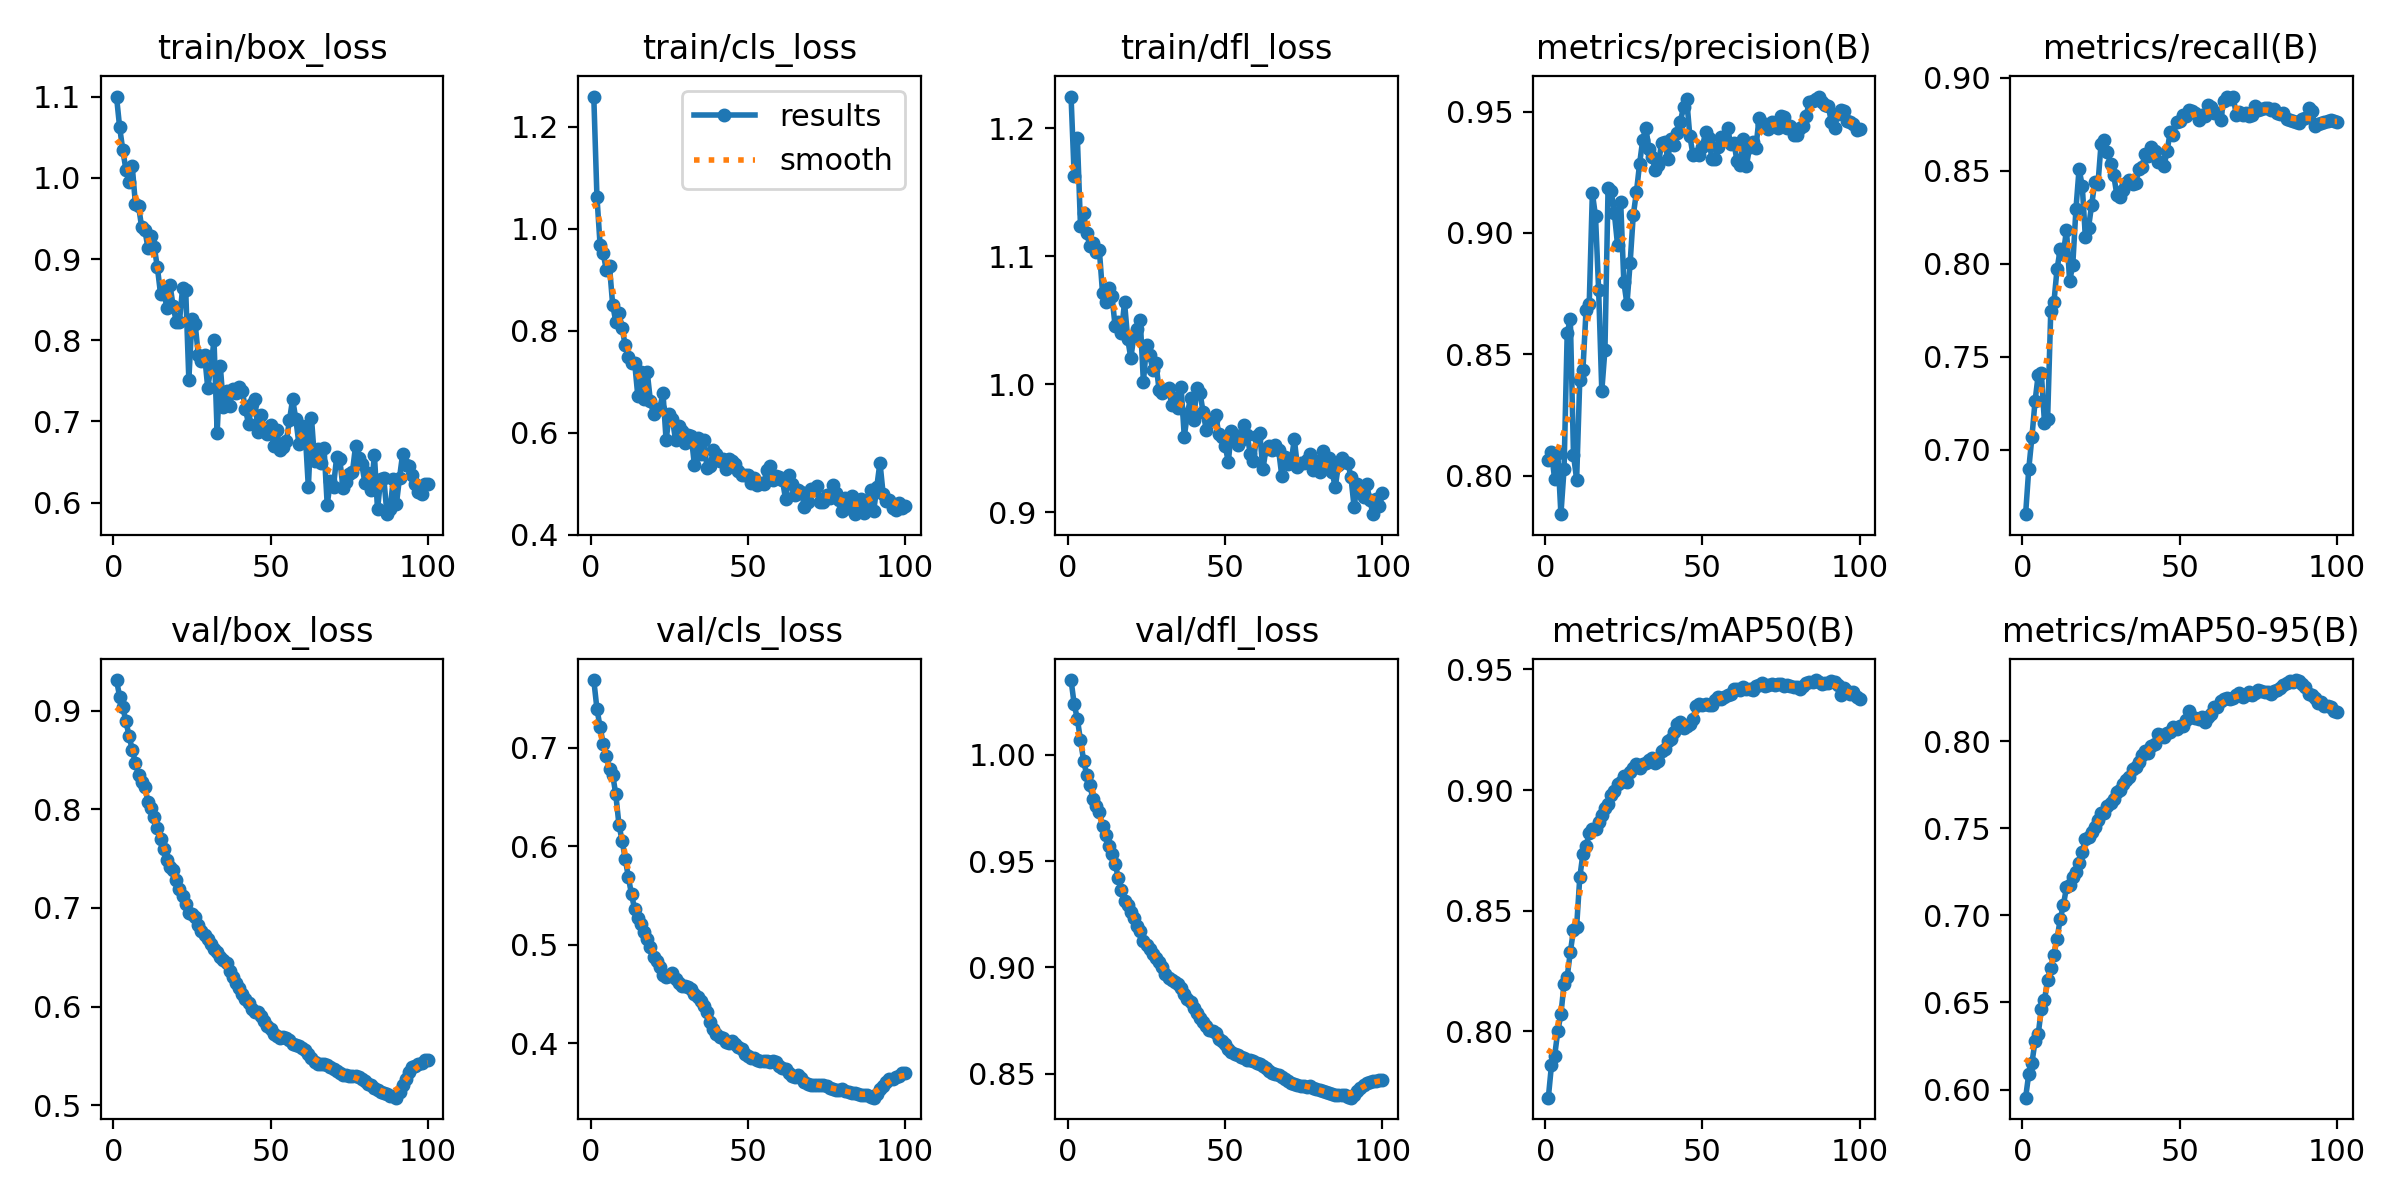 train/box_loss
1.1
1.0
0.9
0.8
0.7
0.6
0 50 100
train/cls_loss
results
smooth
1.2
1.0
0.8
0.6
0.4
0 50 100
train/dfl_loss
1.2
1.1
1.0
0.9
0 50 100
metrics/precision(B)
0.95
0.90
0.85
0.80
0 50 100
metrics/recall(B)
0.90
0.85
0.80
0.75
0.70
0 50 100
val/box_loss
0.9
0.8
0.7
0.6
0.5
0 50 100
val/cls_loss
0.7
0.6
0.5
0.4
0 50 100
val/dfl_loss
1.00
0.95
0.90
0.85
0 50 100
metrics/mAP50(B)
0.95
0.90
0.85
0.80
0 50 100
metrics/mAP50-95(B)
0.80
0.75
0.70
0.65
0.60
0 50 100